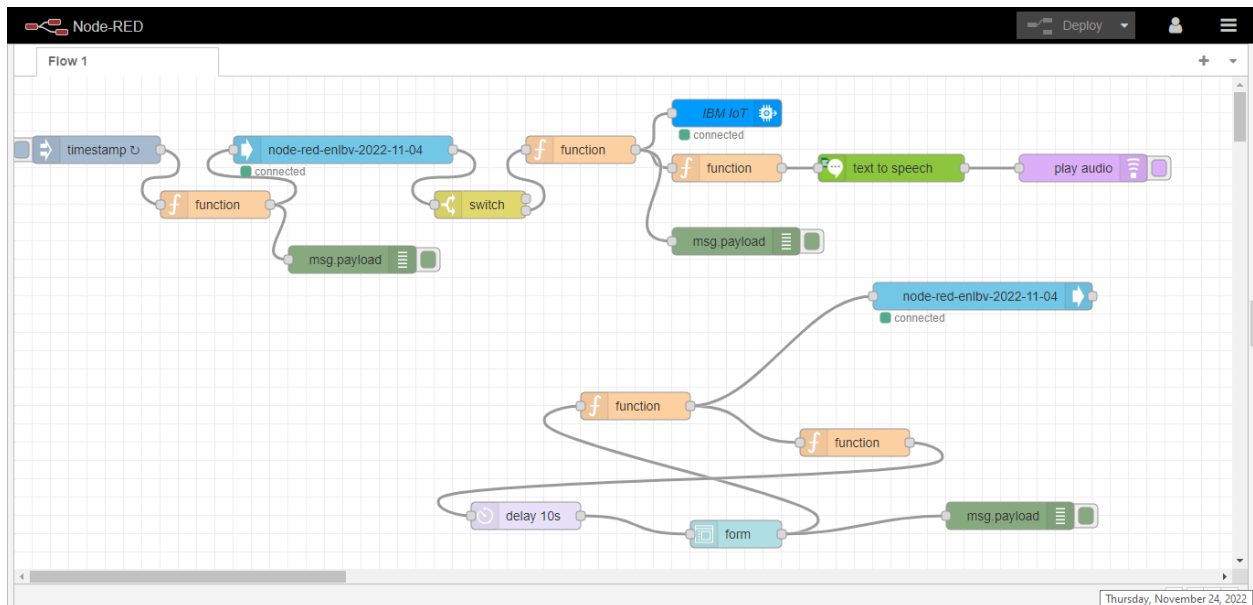 Node-RED
Deploy
Flow 1
IBM IoT
connected
timestamp ↻
node-red-enlbv-2022-11-04
connected
function
function
text to speech
play audio
function
switch
msg.payload
msg.payload
node-red-enlbv-2022-11-04
connected
function
function
delay 10s
form
msg.payload
Thursday, November 24, 2022